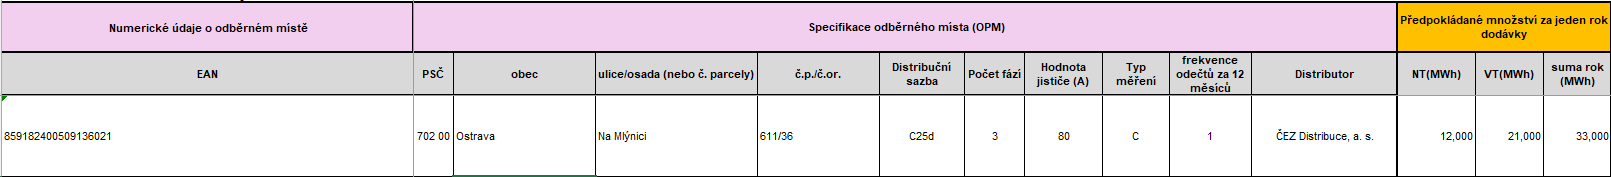 Numerické údaje o odběrném místě
Specifikace odběrného místa (OPM)
Předpokládané množství za jeden rok
dodávky
EAN
PSČ
obec
ulice/osada (nebo č. parcely)
č.p./č.or.
Distribuční
sazba
Počet fází
Hodnota
jističe (A)
Typ
měření
frekvence
odečtů za 12
měsíců
Distributor
NT(MWh)
VT(MWh)
suma rok
(MWh)
859182400509136021
702 00
Ostrava
Na Mlýnici
611/36
C25d
3
80
C
1
ČEZ Distribuce, a. s.
12,000
21,000
33,000